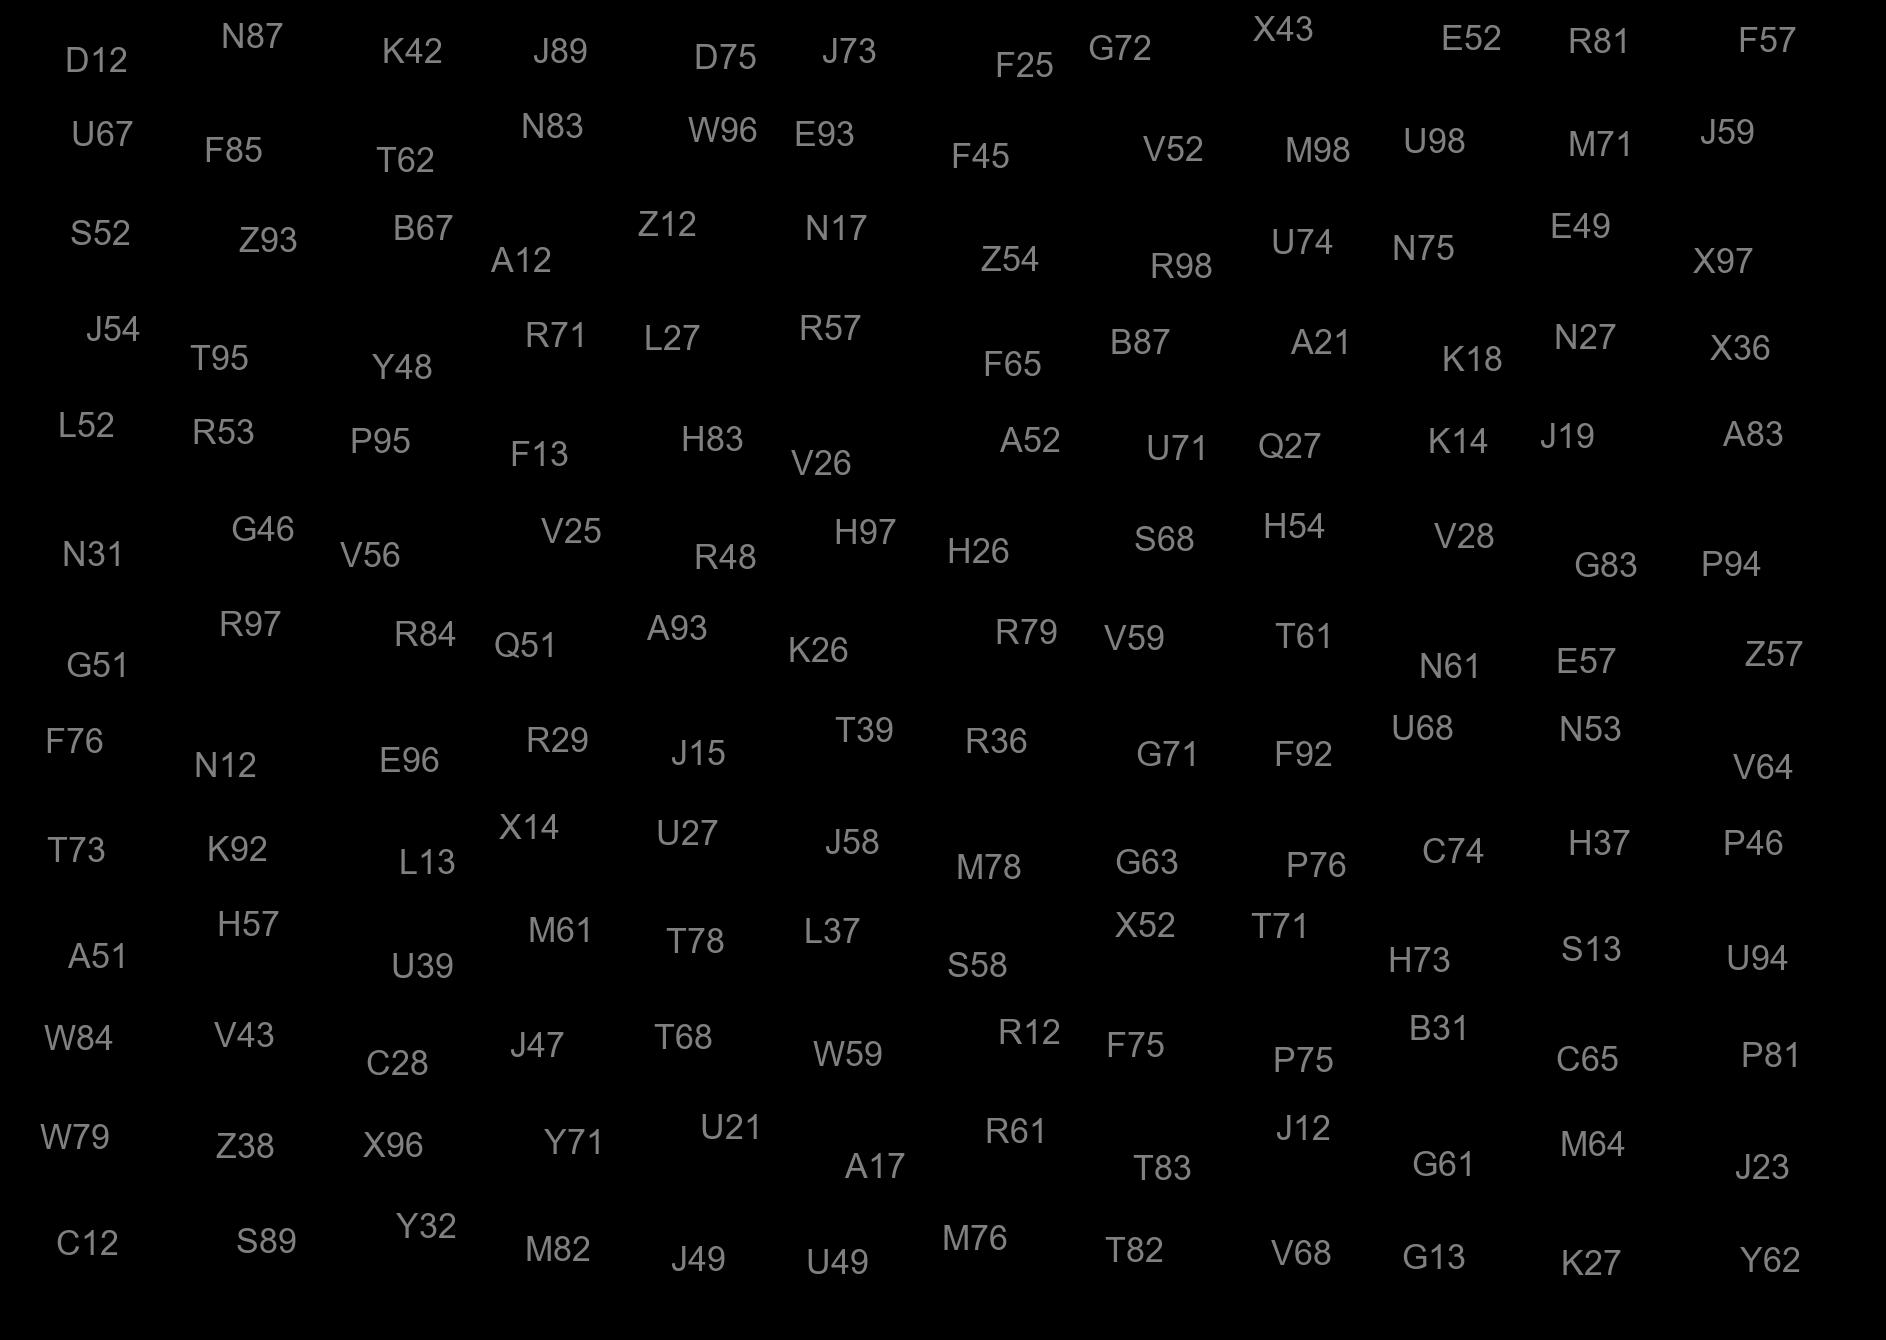 D12 N87 K42 J89 D75 J73 F25 G72 X43 E52 R81 F57
U67 F85 T62 N83 W96 E93 F45 V52 M98 U98 M71 J59
S52 Z93 B67 A12 Z12 N17 Z54 R98 U74 N75 E49 X97
J54 T95 Y48 R71 L27 R57 F65 B87 A21 K18 N27 X36
L52 R53 P95 F13 H83 V26 A52 U71 Q27 K14 J19 A83
N31 G46 V56 V25 R48 H97 H26 S68 H54 V28 G83 P94
G51 R97 R84 Q51 A93 K26 R79 V59 T61 N61 E57 Z57
F76 N12 E96 R29 J15 T39 R36 G71 F92 U68 N53 V64
T73 K92 L13 X14 U27 J58 M78 G63 P76 C74 H37 P46
A51 H57 U39 M61 T78 L37 S58 X52 T71 H73 S13 U94
W84 V43 C28 J47 T68 W59 R12 F75 P75 B31 C65 P81
W79 Z38 X96 Y71 U21 A17 R61 T83 J12 G61 M64 J23
C12 S89 Y32 M82 J49 U49 M76 T82 V68 G13 K27 Y62